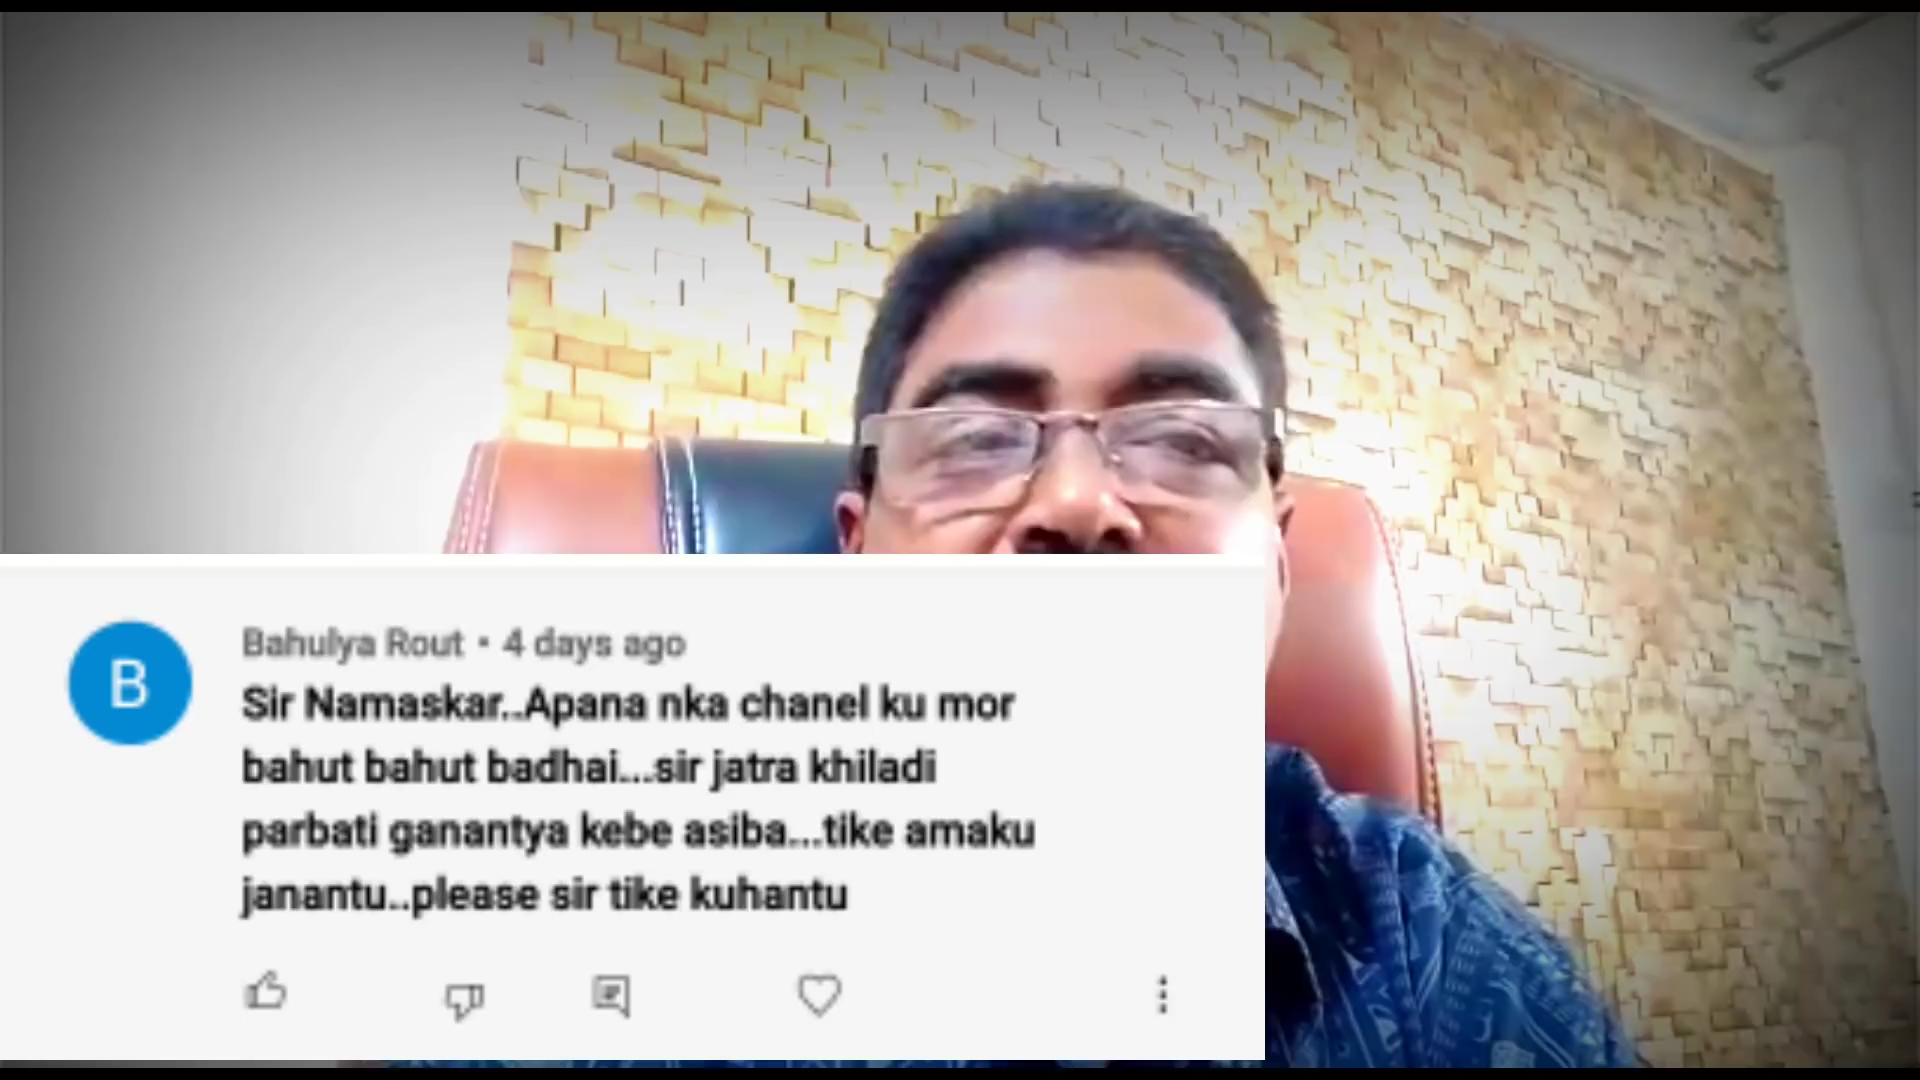 B
Bahulya Rout • 4 days ago
Sir Namaskar..Apana nka chanel ku mor
bahut bahut badhai...sir jatra khiladi
parbati ganantya kebe asiba...tike amaku
janantu..please sir tike kuhantu